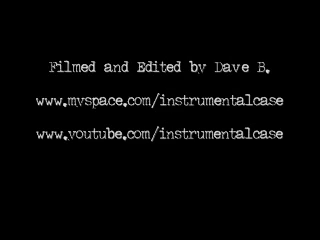 Filmed and Edited by Dave B.
www.myspace.com/instrumentalcase
www.youtube.com/instrumentalcase